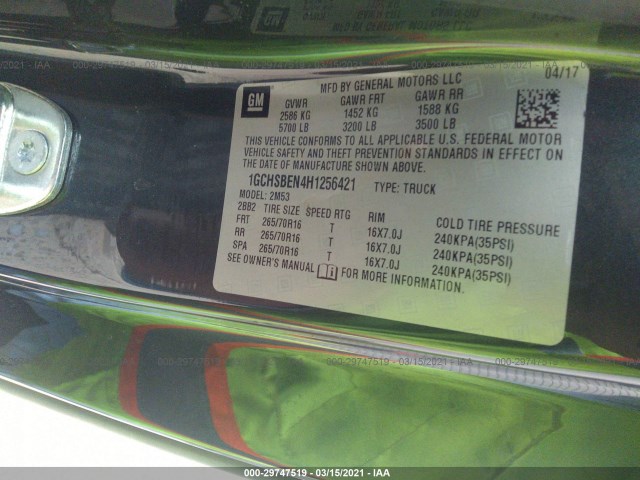 GM
MFD BY GENERAL MOTORS LLC
04/17
GVWR GAWR FRT GAWR RR
2586 KG 1452 KG 1588 KG
5700 LB 3200 LB 3500 LB
THIS VEHICLE CONFORMS TO ALL APPLICABLE U.S. FEDERAL MOTOR
VEHICLE SAFETY AND THEFT PREVENTION STANDARDS IN EFFECT ON
THE DATE OF MANUFACTURE SHOWN ABOVE.
1GCHSBEN4H1256421 TYPE: TRUCK
MODEL: 2M53
2BB2 TIRE SIZE SPEED RTG RIM COLD TIRE PRESSURE
FRT 265/70R16 T 16X7.0J 240KPA(35PSI)
RR 265/70R16 T 16X7.0J 240KPA(35PSI)
SPA 265/70R16 T 16X7.0J 240KPA(35PSI)
SEE OWNER'S MANUAL FOR MORE INFORMATION.
000-29747519 - 03/15/2021 - IAA